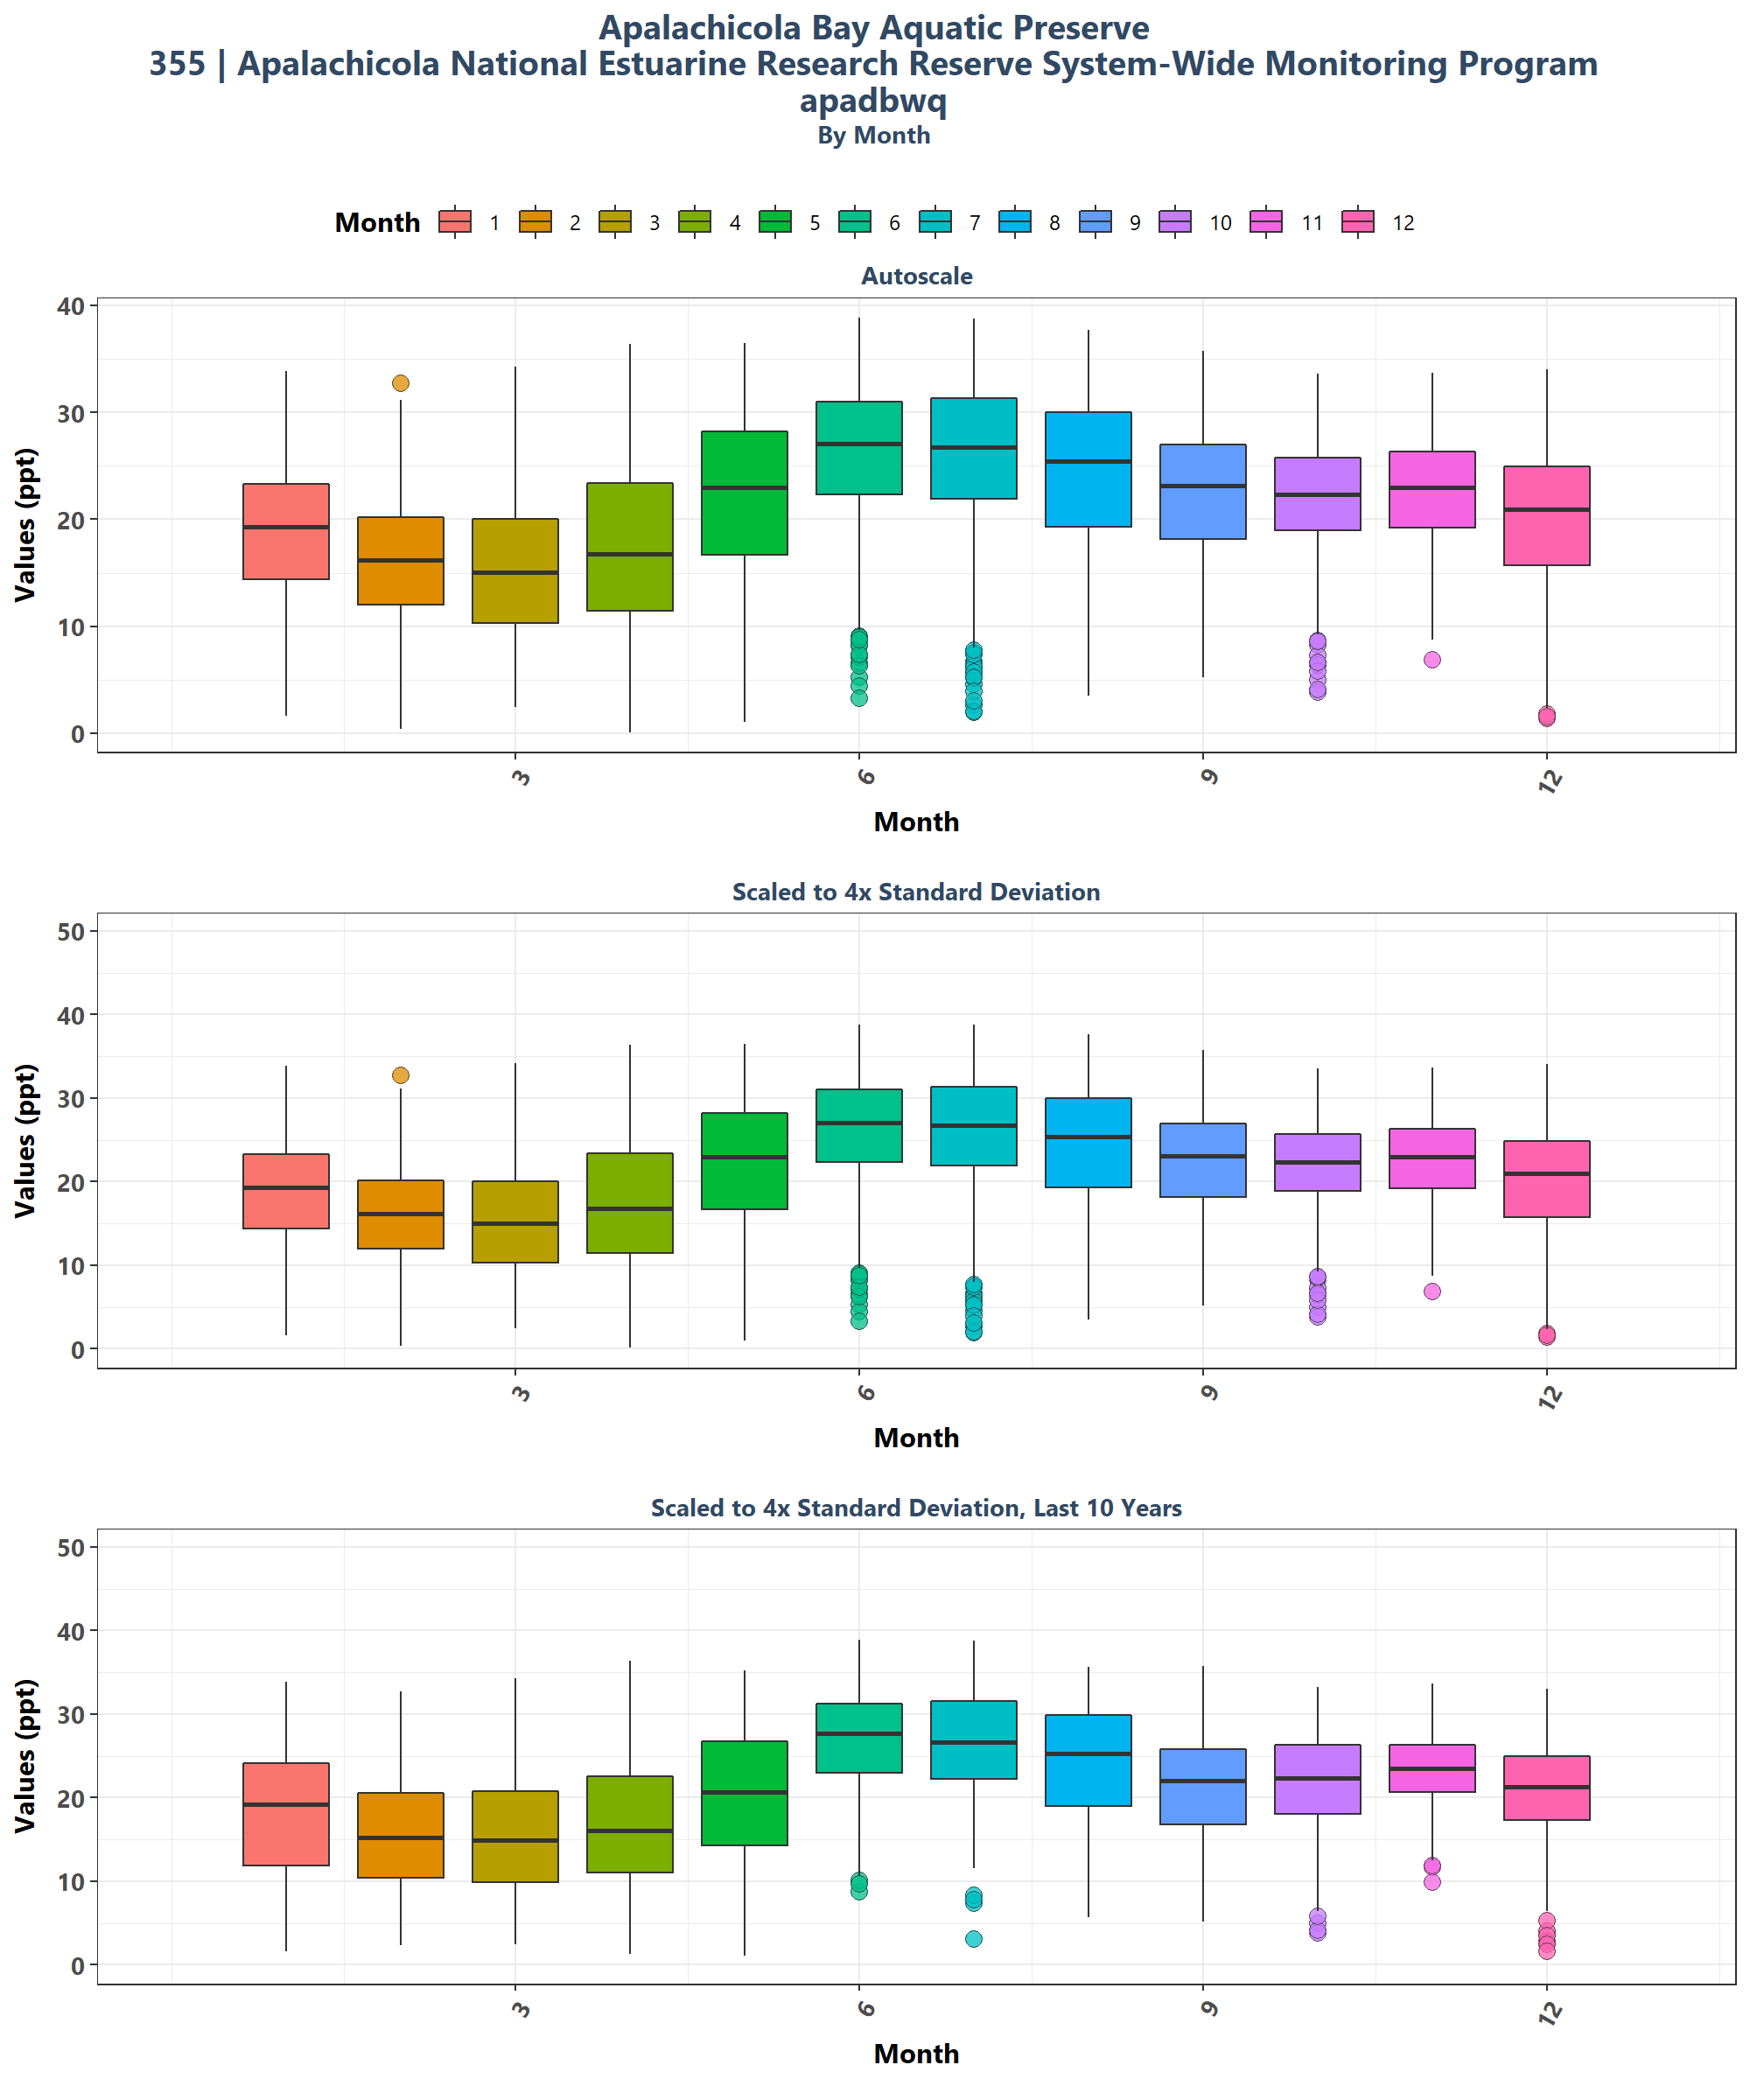 Apalachicola Bay Aquatic Preserve
355 | Apalachicola National Estuarine Research Reserve System-Wide Monitoring Program
apadbwq
By Month
Month 1 2 3 4 5 6 7 8 9 10 11 12
Autoscale
Values (ppt)
40
30
20
10
0
3 6 9 12
Month
Scaled to 4x Standard Deviation
Values (ppt)
50
40
30
20
10
0
3 6 9 12
Month
Scaled to 4x Standard Deviation, Last 10 Years
Values (ppt)
50
40
30
20
10
0
3 6 9 12
Month